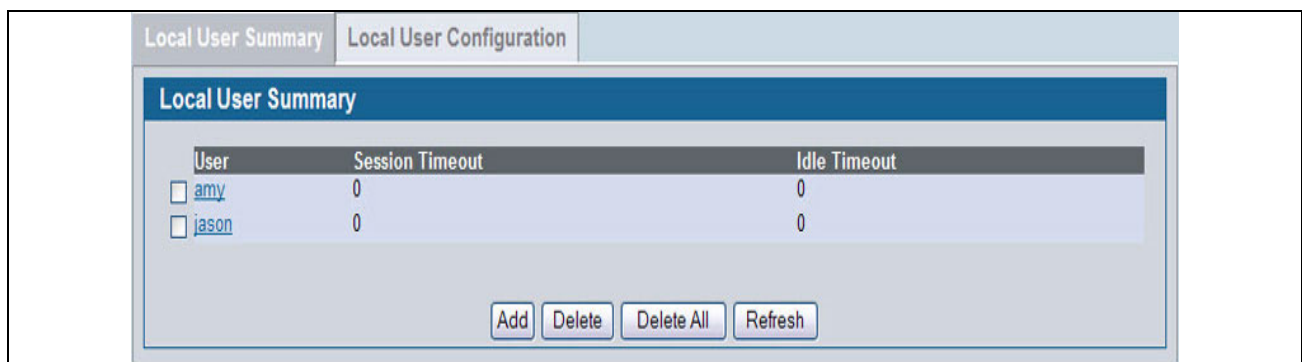 Local User Summary Local User Configuration
Local User Summary
User Session Timeout Idle Timeout
amy 0 0
jason 0 0
Add Delete Delete All Refresh